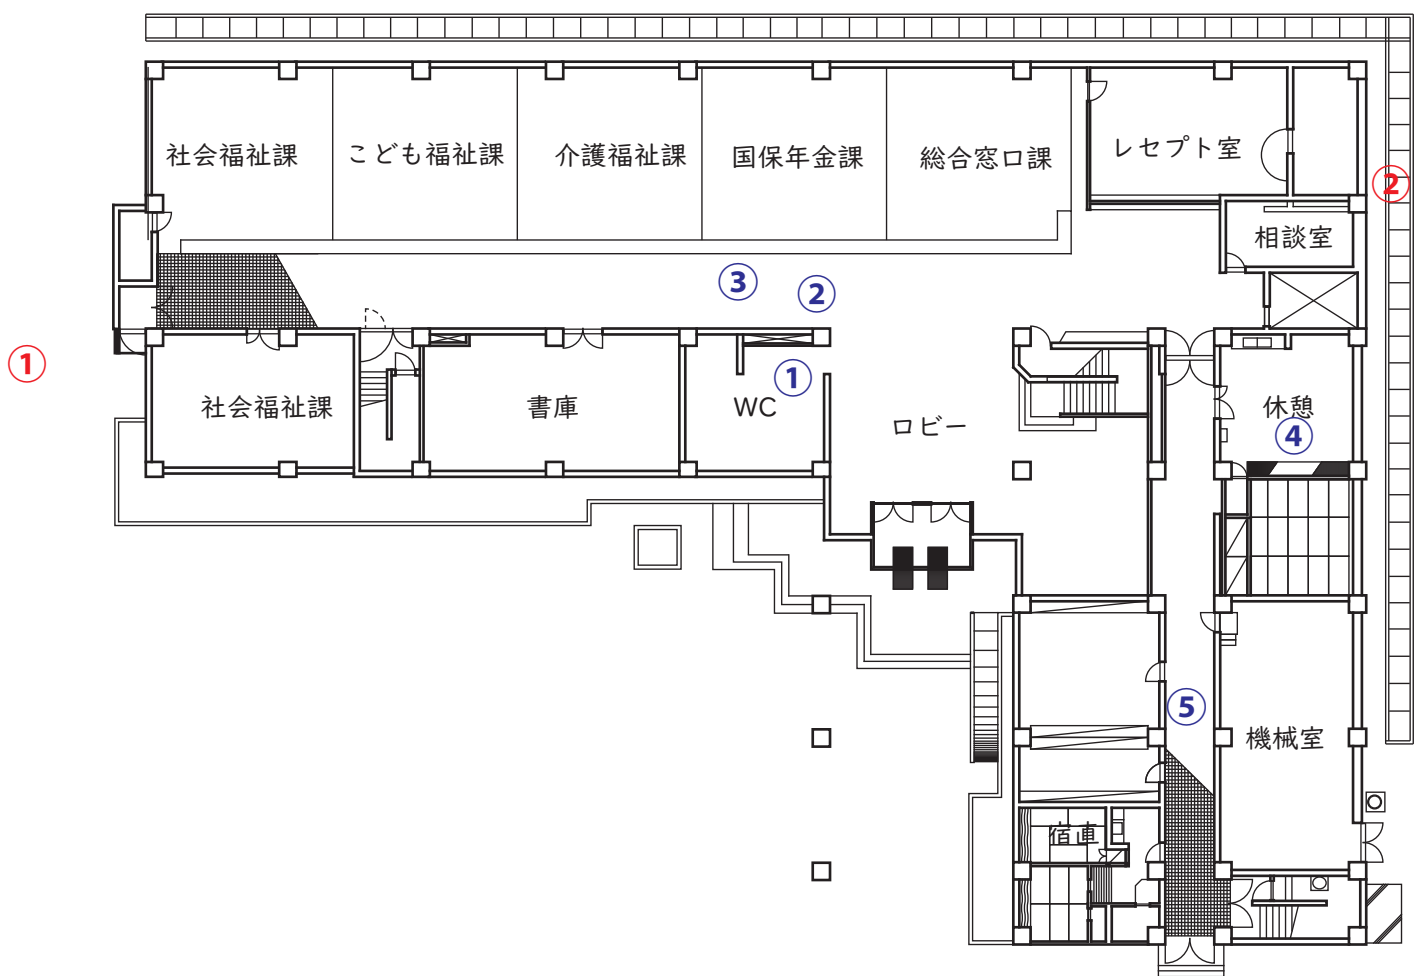 社会福祉課
こども福祉課
介護福祉課
国保年金課
総合窓口課
レセプト室
②
相談室
③
②
①
社会福祉課
書庫
WC
①
ロビー
休憩
④
⑤
機械室
宿直